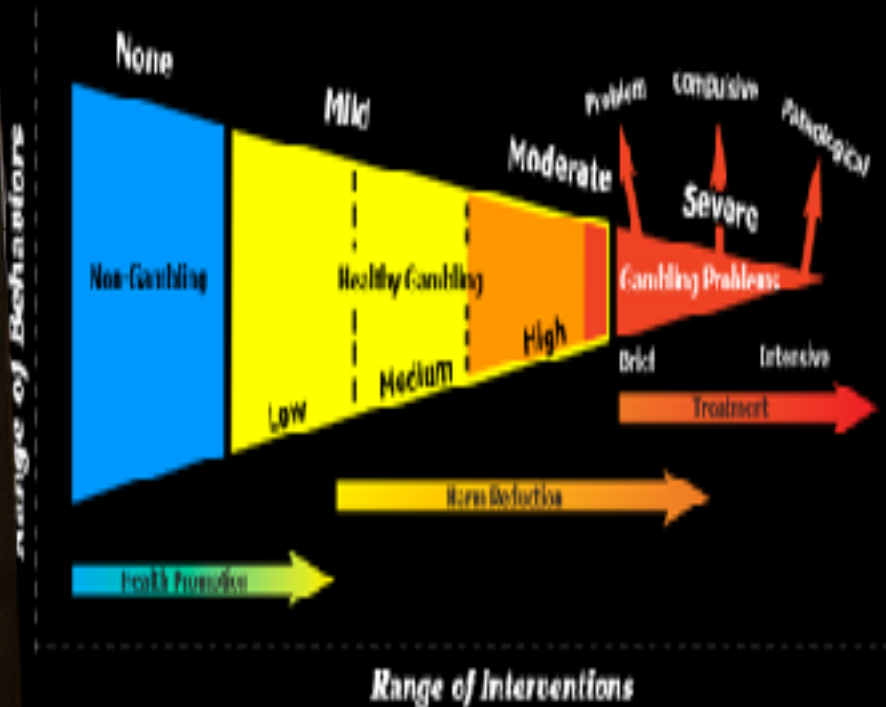 None
Mild
Moderate
Problem
Compulsive
Pathological
Severe
Range of Behaviors
Non-Gambling
Healthy Gambling
Gambling Problems
Low
Medium
High
Brief
Intensive
Treatment
Harm Reduction
Health Promotion
Range of Interventions